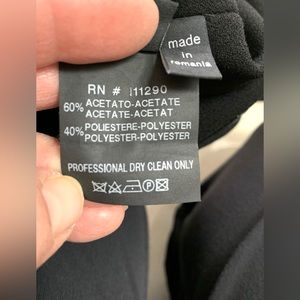 made
in
romania
RN # 111290
60% ACETATO-ACETATE
ACETATE-ACETAT
40% POLIESTERE-POLYESTER
POLYESTER-POLYESTER
PROFESSIONAL DRY CLEAN ONLY
P